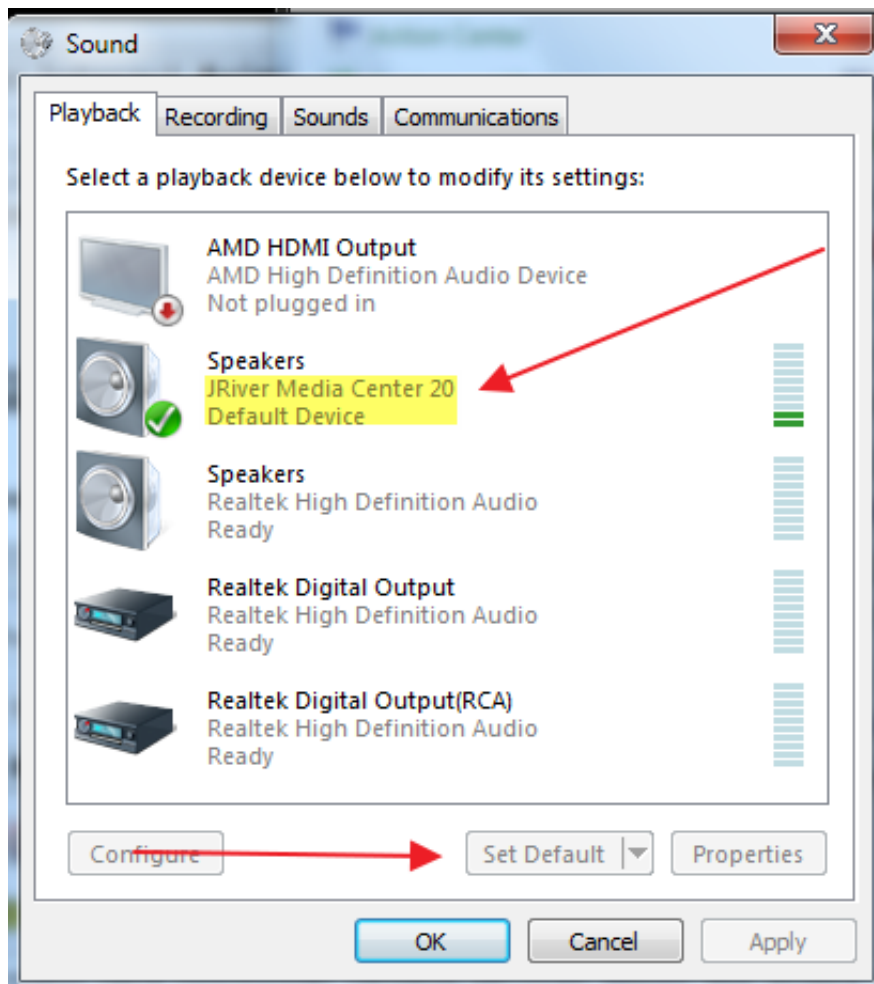 Sound
Playback Recording Sounds Communications
Select a playback device below to modify its settings:
AMD HDMI Output
AMD High Definition Audio Device
Not plugged in
Speakers
JRiver Media Center 20
Default Device
Speakers
Realtek High Definition Audio
Ready
Realtek Digital Output
Realtek High Definition Audio
Ready
Realtek Digital Output(RCA)
Realtek High Definition Audio
Ready
Configure Set Default Properties
OK Cancel Apply